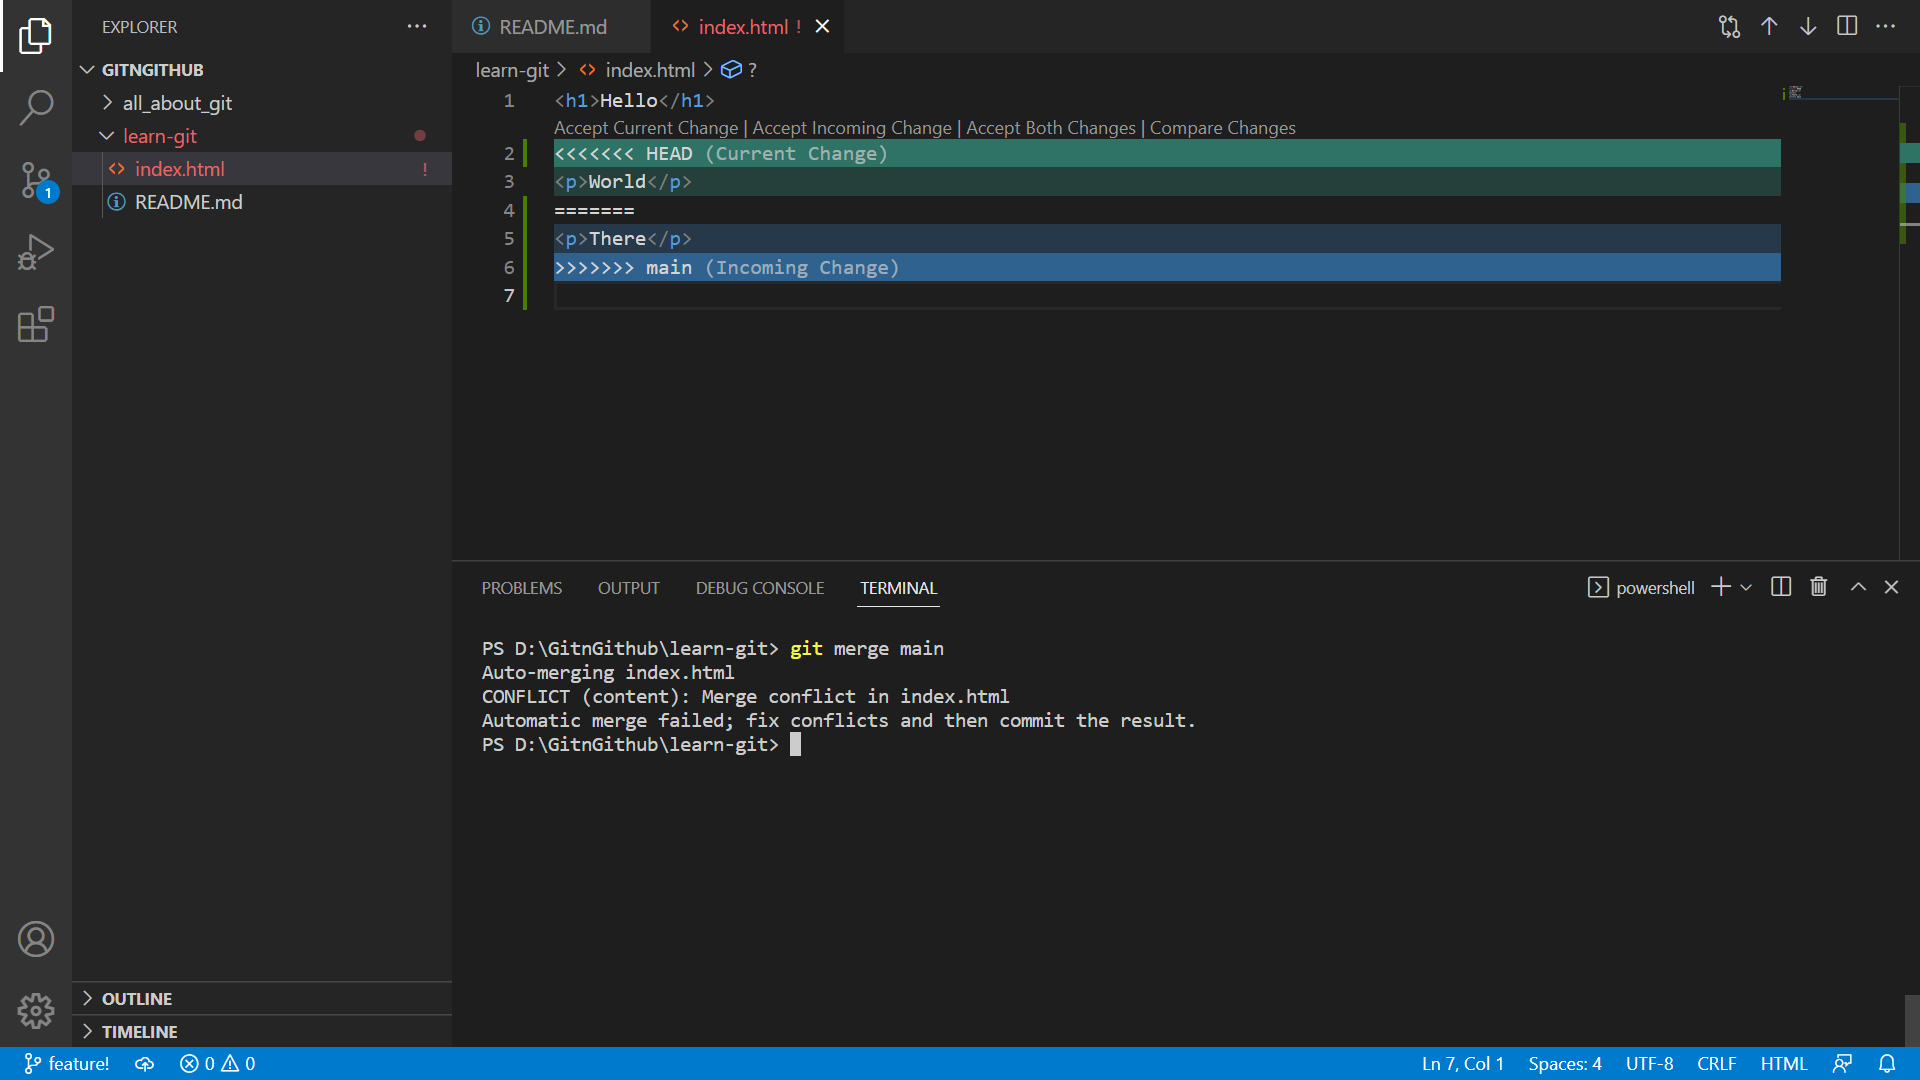 EXPLORER
GITNGITHUB
all_about_git
learn-git
index.html !
README.md
OUTLINE
TIMELINE
1
README.md
index.html !
learn-git > index.html > ?
1 <h1>Hello</h1>
Accept Current Change | Accept Incoming Change | Accept Both Changes | Compare Changes
2 <<<<<<< HEAD (Current Change)
3 <p>World</p>
4 =======
5 <p>There</p>
6 >>>>>>> main (Incoming Change)
7
PROBLEMS OUTPUT DEBUG CONSOLE TERMINAL
powershell
PS D:\GitnGithub\learn-git> git merge main
Auto-merging index.html
CONFLICT (content): Merge conflict in index.html
Automatic merge failed; fix conflicts and then commit the result.
PS D:\GitnGithub\learn-git>
feature! 0 0 Ln 7, Col 1 Spaces: 4 UTF-8 CRLF HTML